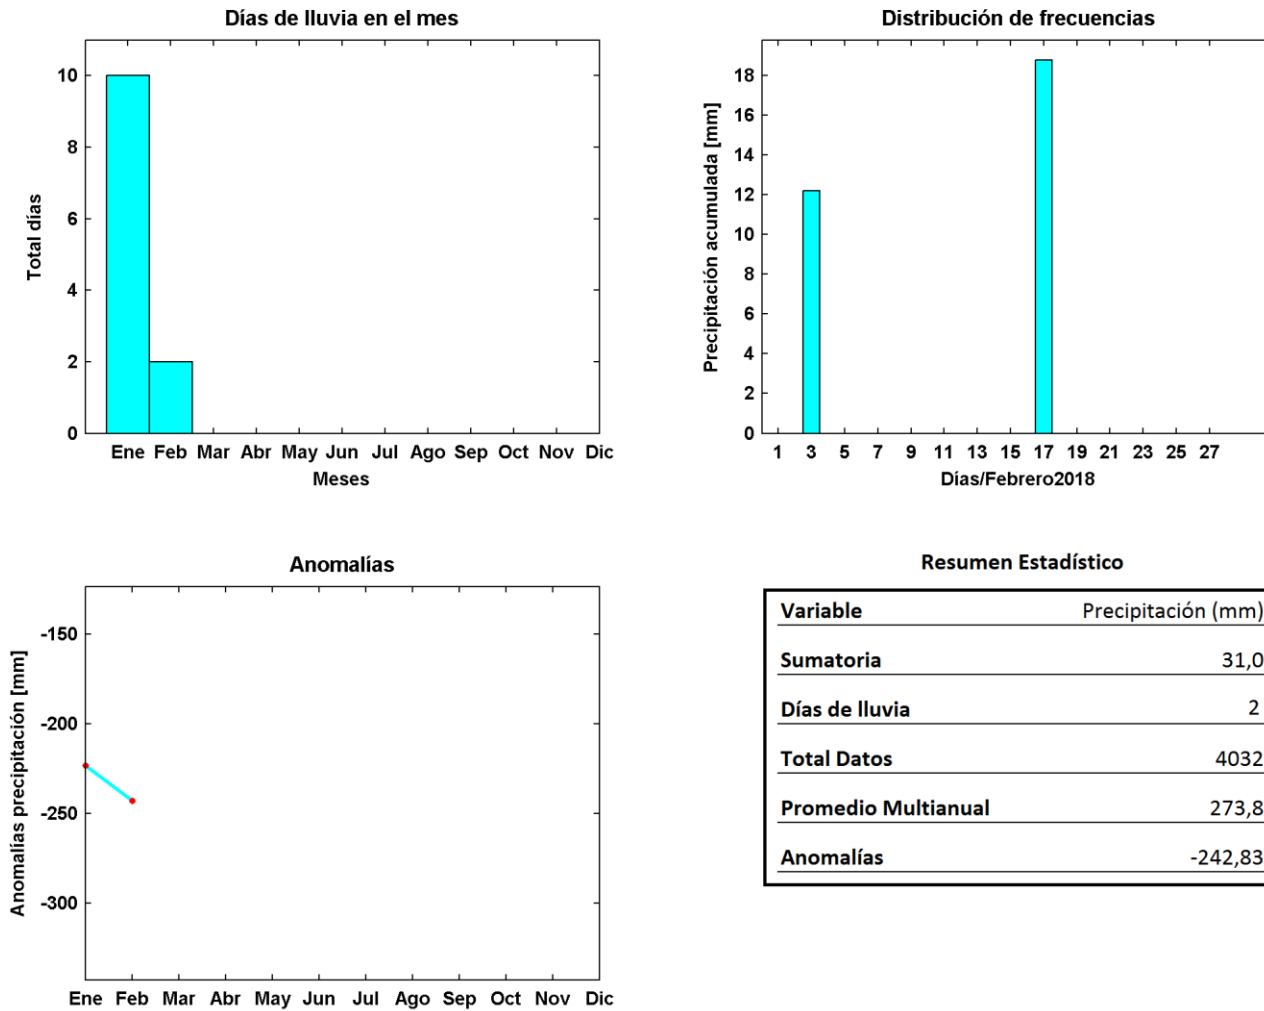 Días de lluvia en el mes
10
8
6
4
2
0
Total días
Ene Feb Mar Abr May Jun Jul Ago Sep Oct Nov Dic
Meses
Distribución de frecuencias
18
16
14
12
10
8
6
4
2
0
Precipitación acumulada [mm]
1 3 5 7 9 11 13 15 17 19 21 23 25 27
Días/Febrero2018
Anomalías
-150
-200
-250
-300
Anomalías precipitación [mm]
Ene Feb Mar Abr May Jun Jul Ago Sep Oct Nov Dic
Resumen Estadístico
Variable Precipitación (mm)
Sumatoria 31,0
Días de lluvia 2
Total Datos 4032
Promedio Multianual 273,8
Anomalías -242,83